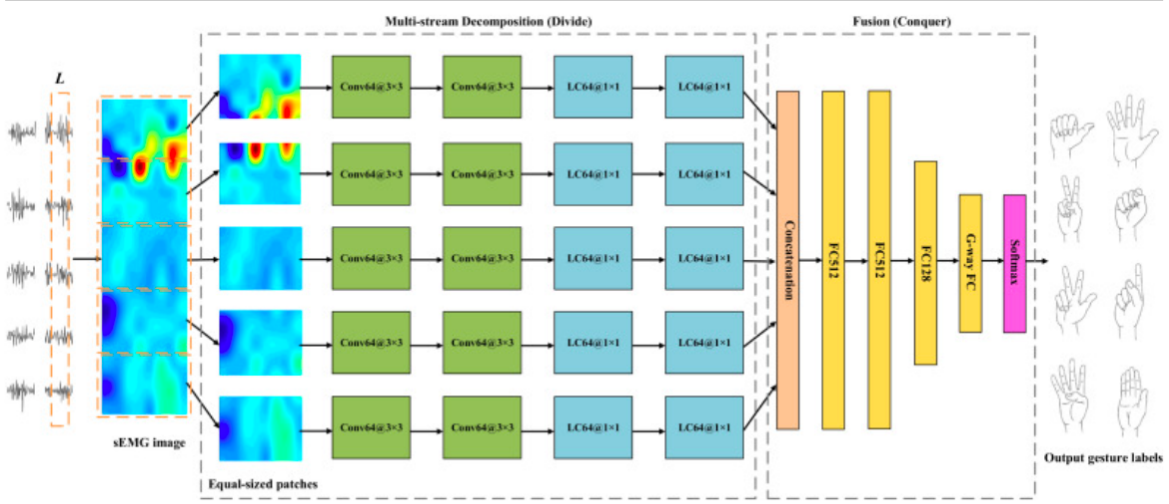 Multi-stream Decomposition (Divide)
Fusion (Conquer)
L
Conv64@3×3
Conv64@3×3
LC64@1×1
LC64@1×1
Conv64@3×3
Conv64@3×3
LC64@1×1
LC64@1×1
Conv64@3×3
Conv64@3×3
LC64@1×1
LC64@1×1
Conv64@3×3
Conv64@3×3
LC64@1×1
LC64@1×1
Conv64@3×3
Conv64@3×3
LC64@1×1
LC64@1×1
Concatenation
FC512
FC512
FC128
G-way FC
Softmax
sEMG image
Equal-sized patches
Output gesture labels